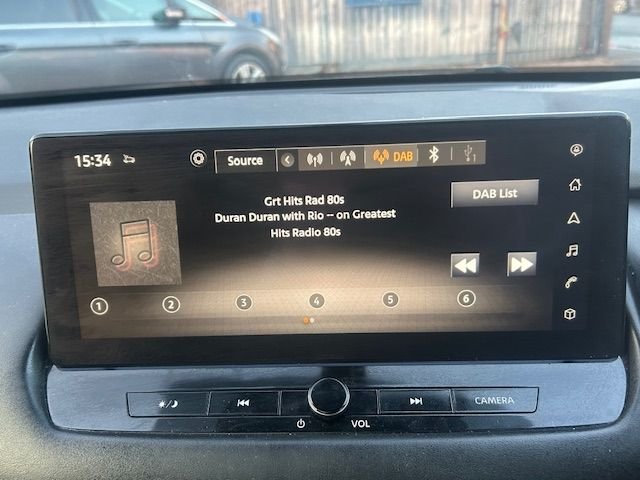 15:34
Source
DAB
1
DAB List
Grt Hits Rad 80s
Duran Duran with Rio -- on Greatest
Hits Radio 80s
1 2 3 4 5 6
CAMERA
VOL